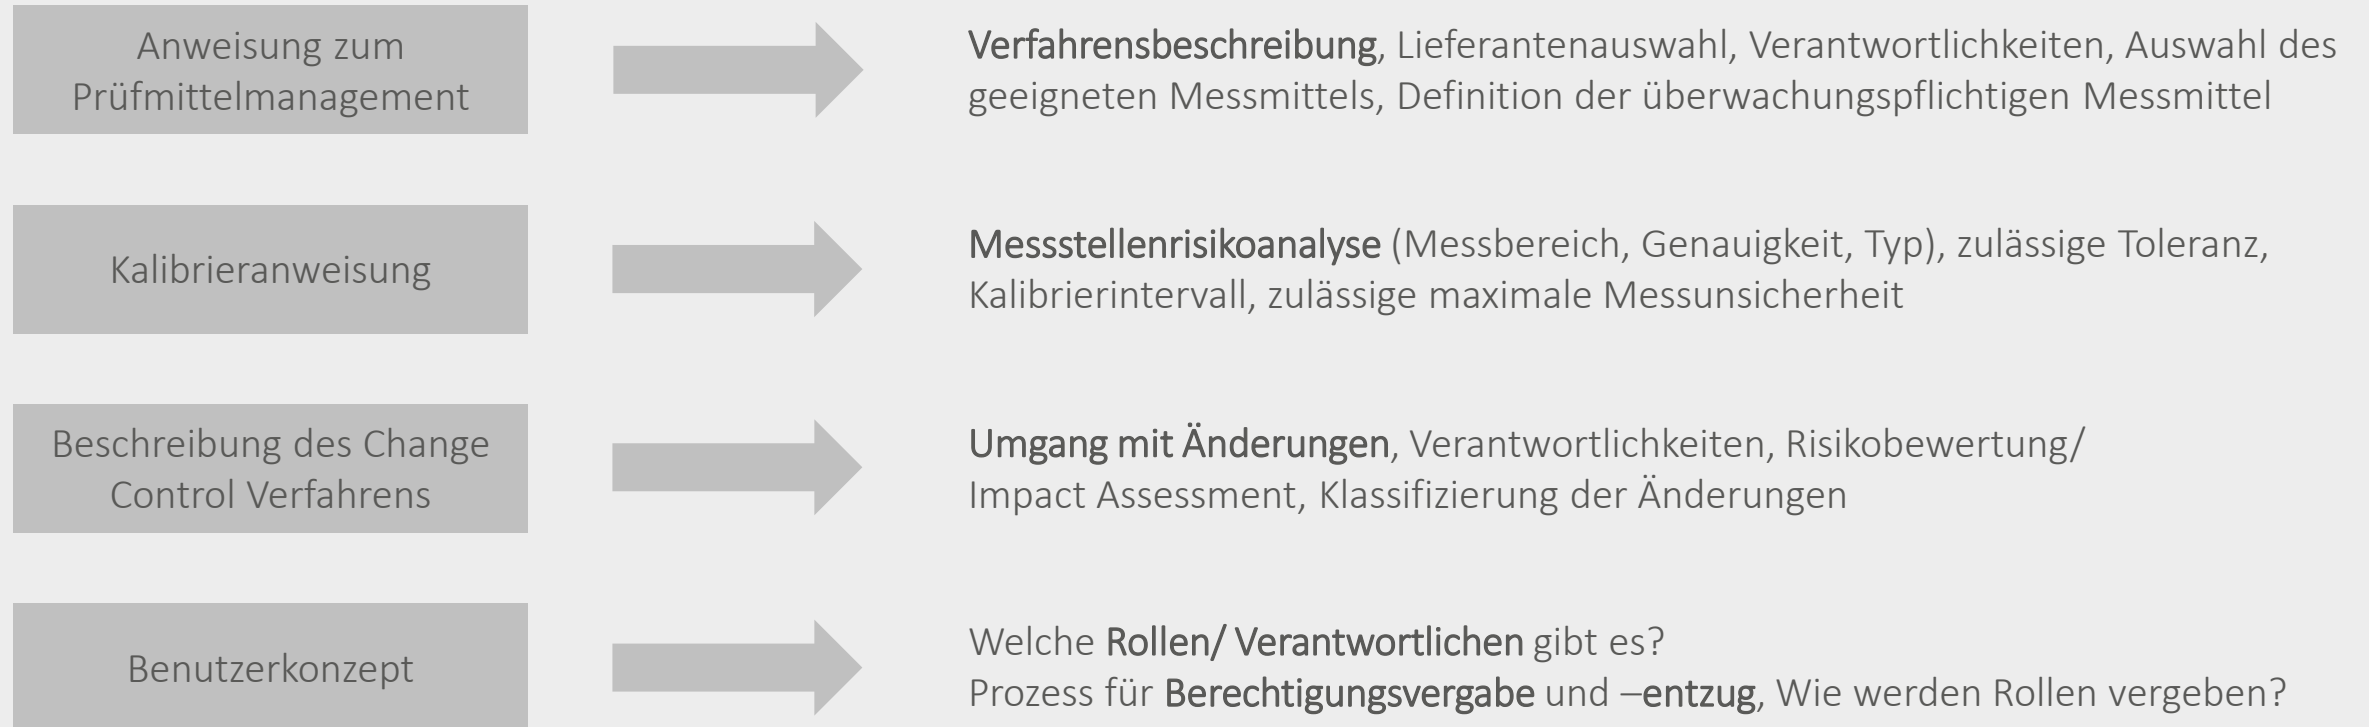 Anweisung zum
Prüfmittelmanagement
Verfahrensbeschreibung, Lieferantenauswahl, Verantwortlichkeiten, Auswahl des
geeigneten Messmittels, Definition der überwachungspflichtigen Messmittel
Kalibrieranweisung
Messstellenrisikoanalyse (Messbereich, Genauigkeit, Typ), zulässige Toleranz,
Kalibrierintervall, zulässige maximale Messunsicherheit
Beschreibung des Change
Control Verfahrens
Umgang mit Änderungen, Verantwortlichkeiten, Risikobewertung/
Impact Assessment, Klassifizierung der Änderungen
Benutzerkonzept
Welche Rollen/ Verantwortlichen gibt es?
Prozess für Berechtigungsvergabe und –entzug, Wie werden Rollen vergeben?